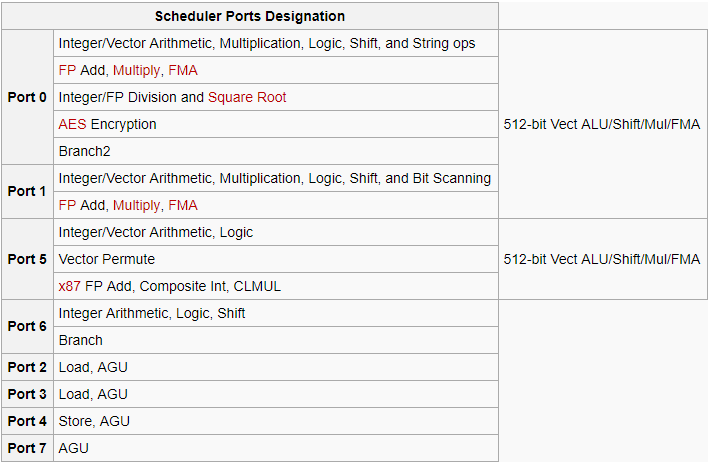 Scheduler Ports Designation
Port 0
Integer/Vector Arithmetic, Multiplication, Logic, Shift, and String ops
FP Add, Multiply, FMA
Integer/FP Division and Square Root
AES Encryption
Branch2
512-bit Vect ALU/Shift/Mul/FMA
Port 1
Integer/Vector Arithmetic, Multiplication, Logic, Shift, and Bit Scanning
FP Add, Multiply, FMA
Port 5
Integer/Vector Arithmetic, Logic
Vector Permute
x87 FP Add, Composite Int, CLMUL
512-bit Vect ALU/Shift/Mul/FMA
Port 6
Integer Arithmetic, Logic, Shift
Branch
Port 2
Load, AGU
Port 3
Load, AGU
Port 4
Store, AGU
Port 7
AGU